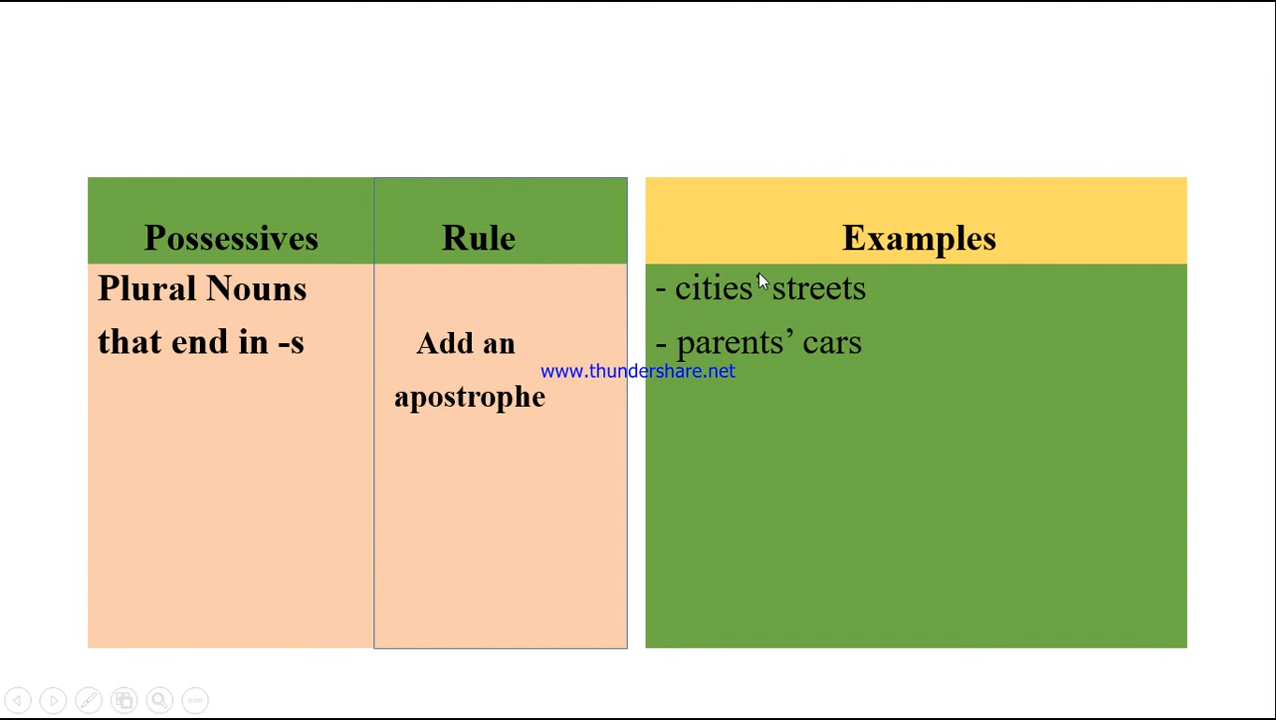 Possessives
Rule
Examples
Plural Nouns
that end in -s
Add an
apostrophe
- cities’ streets
- parents’ cars
www.thundershare.net